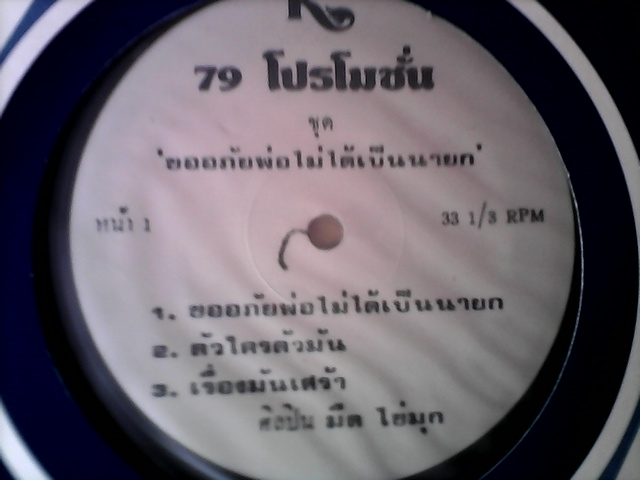 79 โปรโมชั่น
ชุด
'ขออภัยพ่อไม่ได้เป็นนายก'
หน้า 1
33 1/3 RPM
1. ขออภัยพ่อไม่ได้เป็นนายก
2. ตัวใครตัวมัน
3. เรื่องมันเศร้า
ศิลปิน มืด ไข่มุก